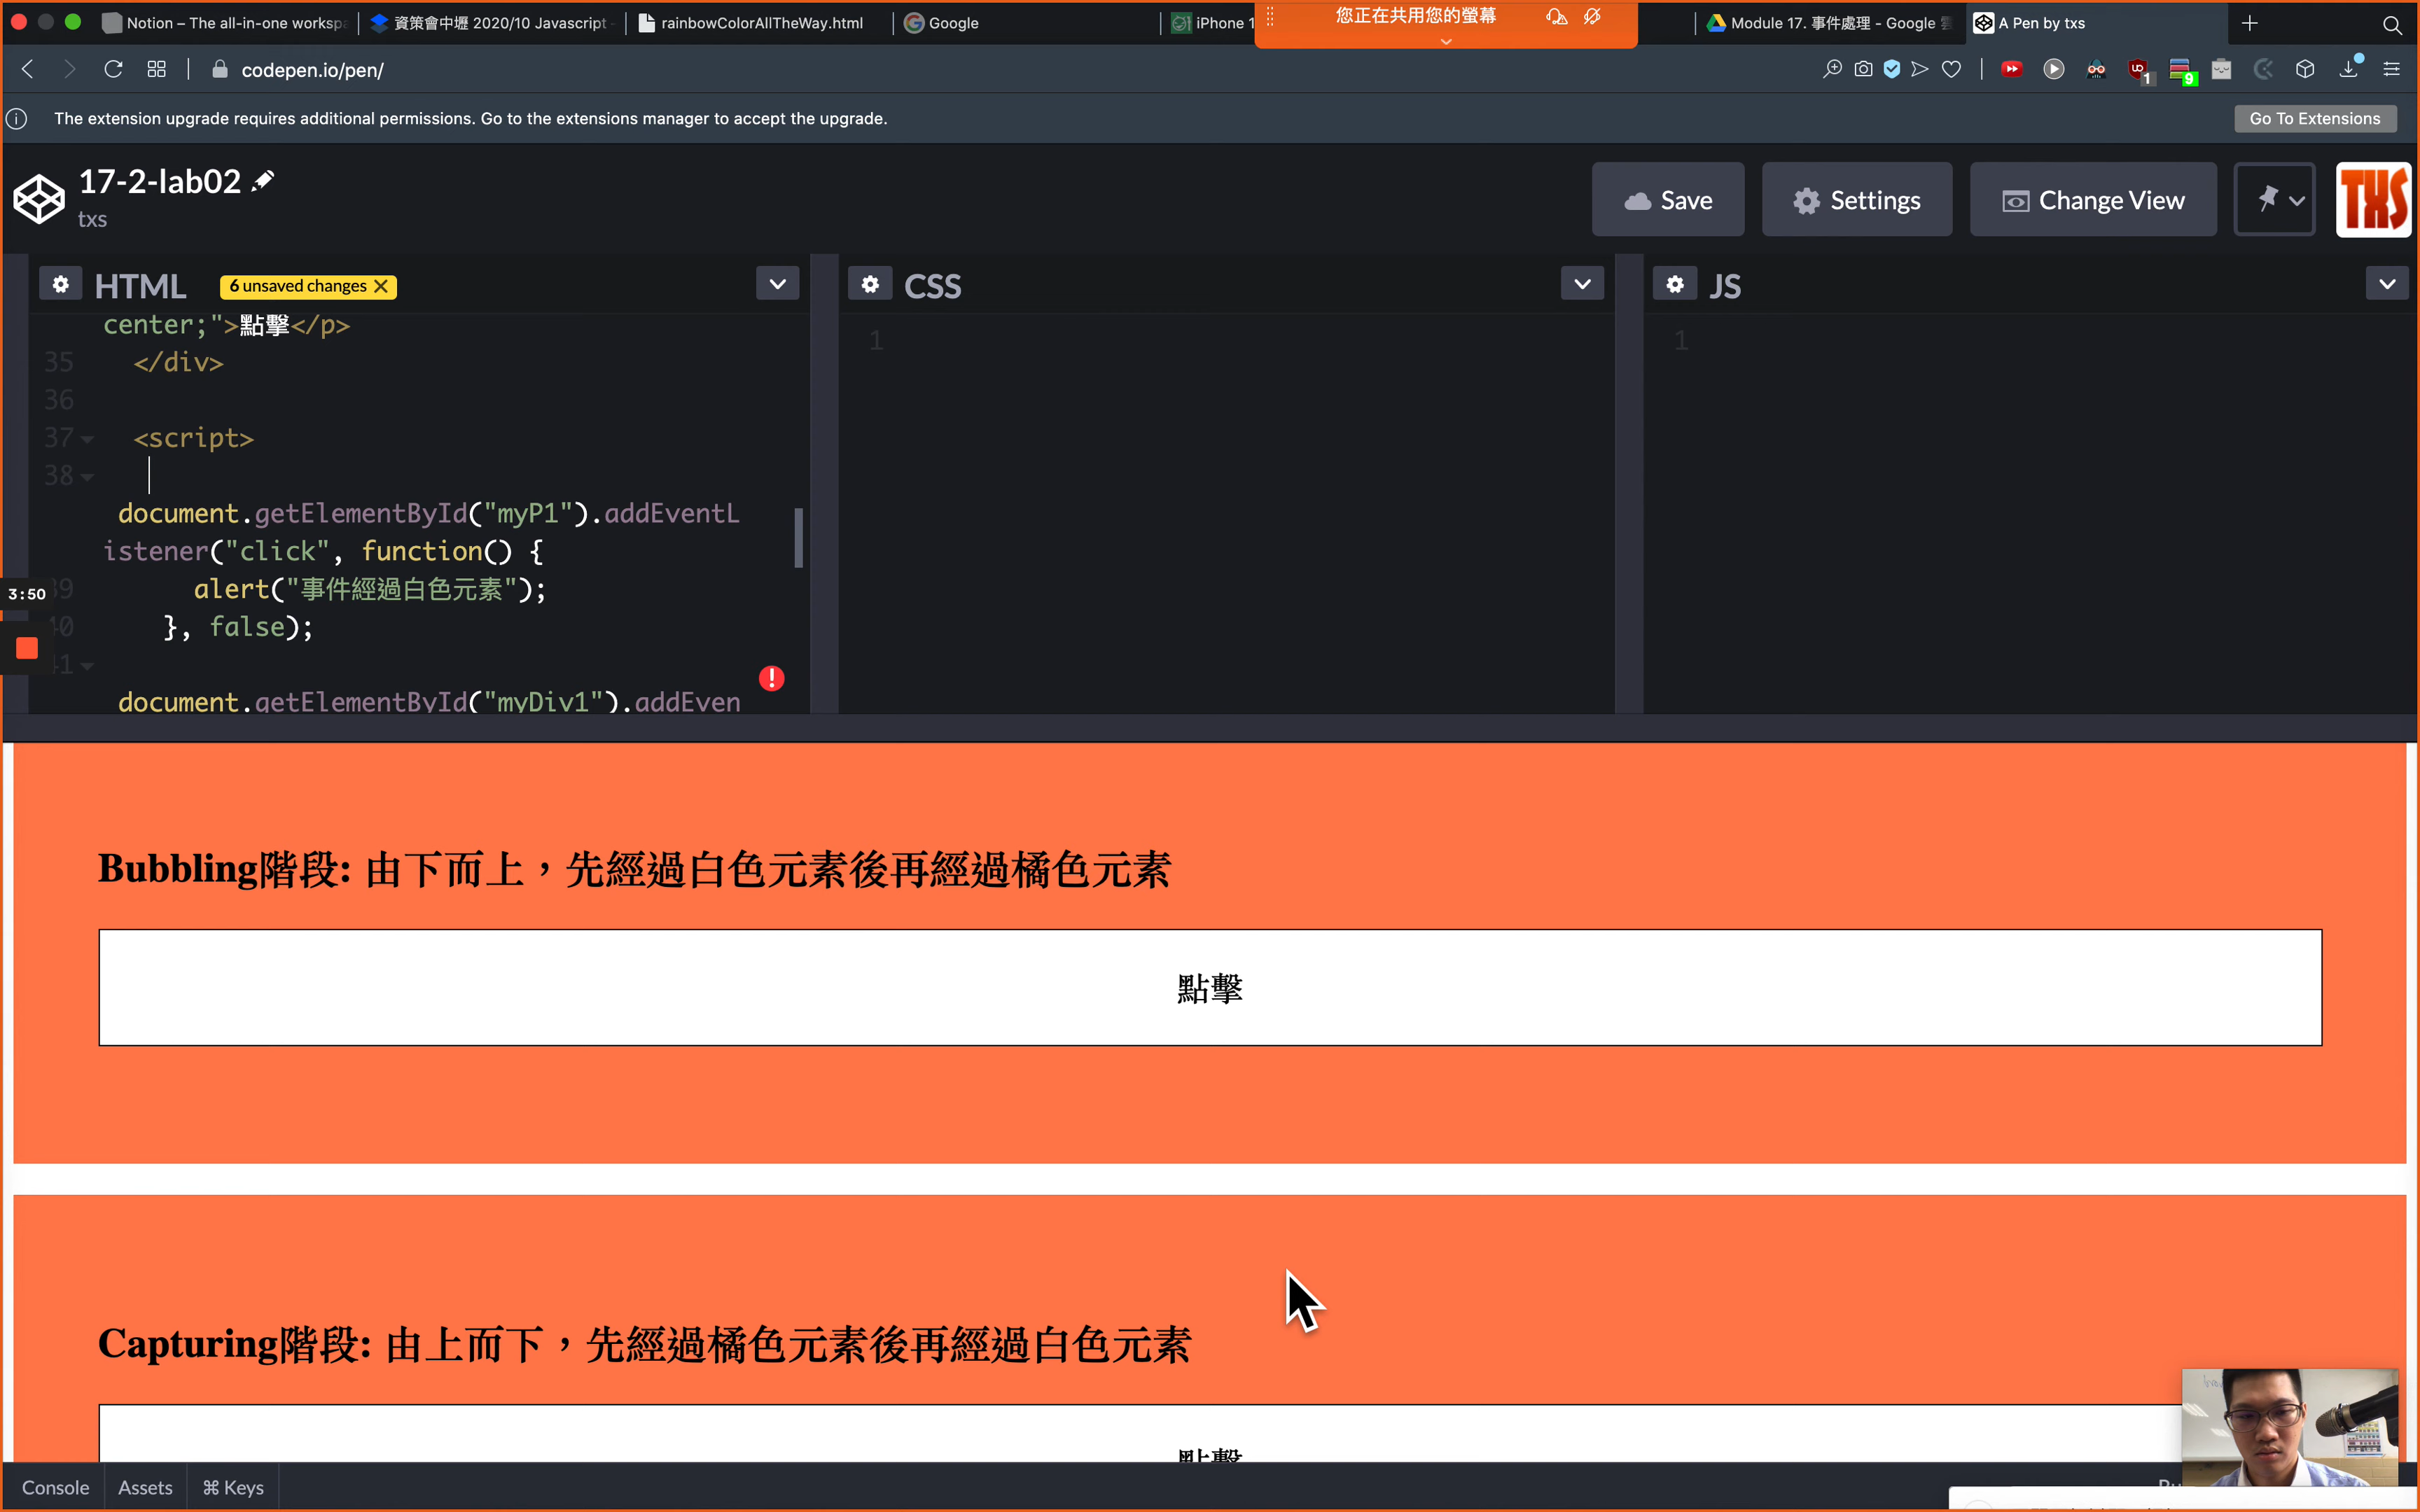 Notion – The all-in-one workspa
資策會中壢 2020/10 Javascript
rainbowColorAllTheWay.html
Google
iPhone 1
您正在共用您的螢幕
Module 17. 事件處理 - Google 雲
A Pen by txs
codepen.io/pen/
1
9
The extension upgrade requires additional permissions. Go to the extensions manager to accept the upgrade.
Go To Extensions
17-2-lab02
txs
Save
Settings
Change View
TXS
HTML
6 unsaved changes
CSS
JS
center;">點擊</p>
35 </div>
36
37 <script>
38
document.getElementById("myP1").addEventL
istener("click", function() {
alert("事件經過白色元素");
}, false);
document.getElementById("myDiv1").addEven
1
1
3:50
Bubbling階段: 由下而上，先經過白色元素後再經過橘色元素
點擊
Capturing階段: 由上而下，先經過橘色元素後再經過白色元素
點擊
Console
Assets
⌘ Keys